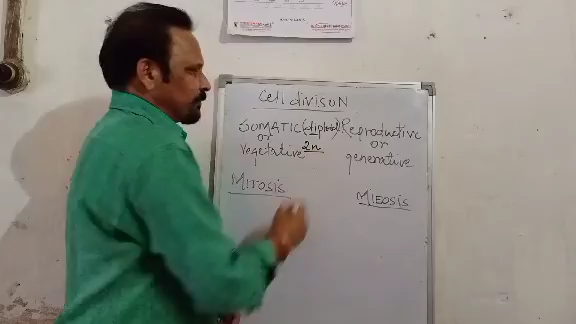 Cell divison
SOMATIC (diploid) Reproductive
or 2n or
vegetative generative
MITOSIS
MIEOSIS